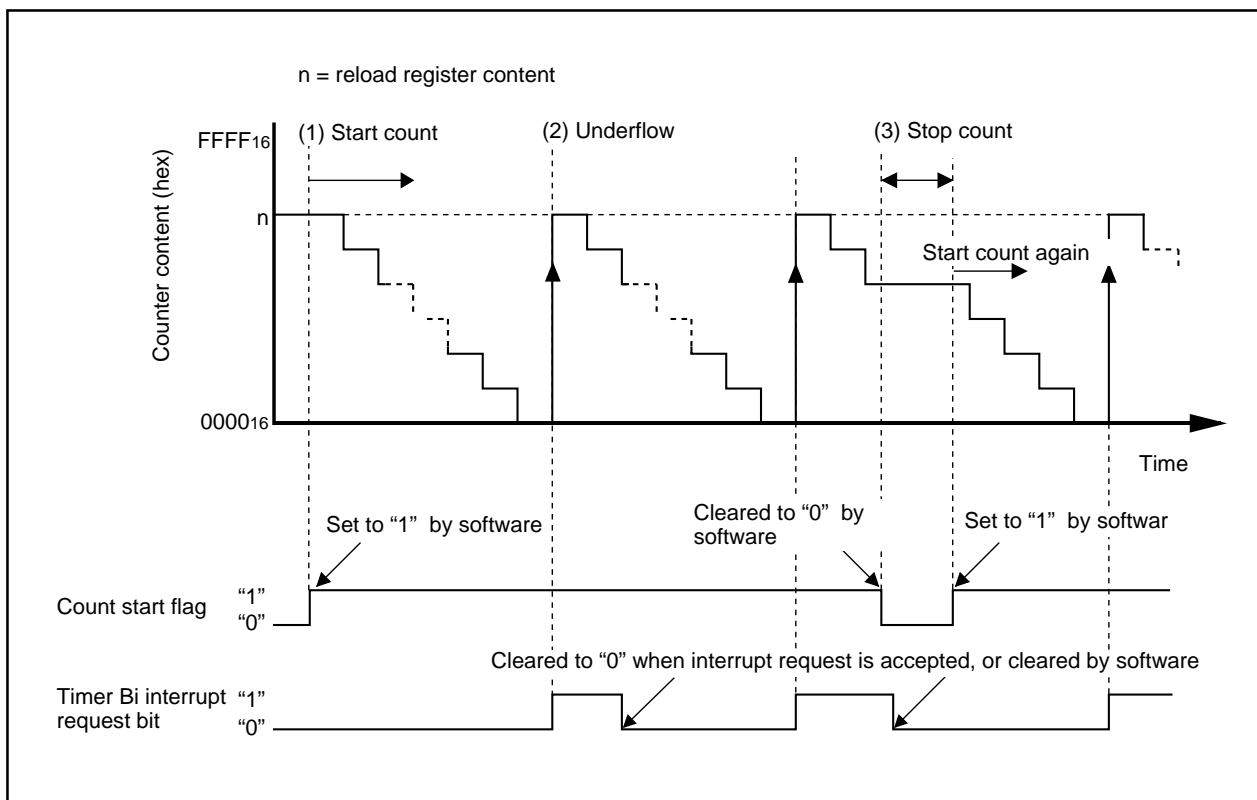 n = reload register content
(1) Start count
(2) Underflow
(3) Stop count
FFFF16
Counter content (hex)
n
Start count again
000016
Time
Set to “1” by software
Cleared to “0” by
software
Set to “1” by softwar
Count start flag
“1”
“0”
Cleared to “0” when interrupt request is accepted, or cleared by software
Timer Bi interrupt
request bit
“1”
“0”